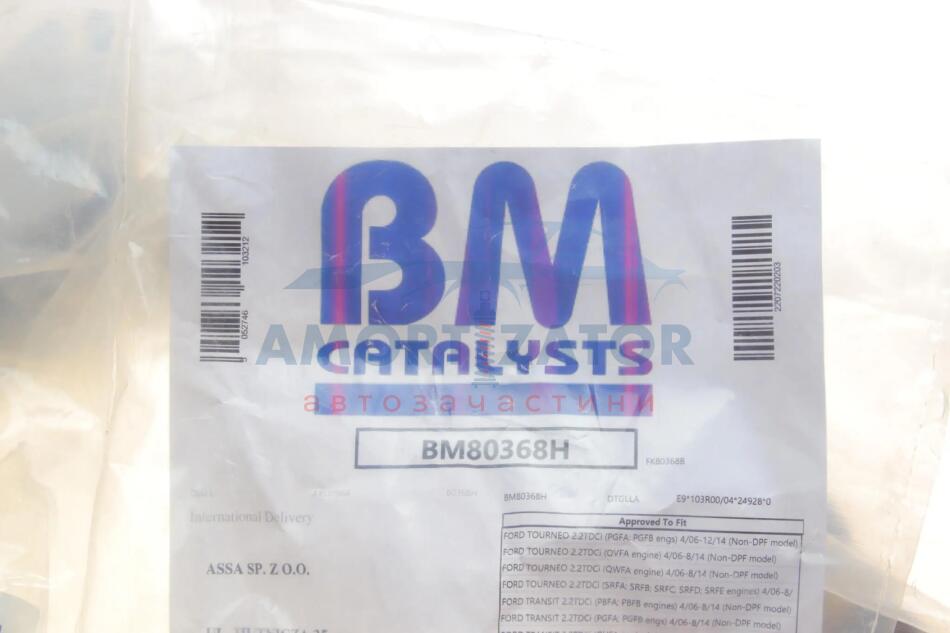 BM
CATALYSTS
AMORTIZATOR
автозапчастини
BM80368H
FK80368B
103212
9 052746
2207220203
BM80368H DTGLLA E9*103R00/04*24928*0
International Delivery
ASSA SP. Z O.O.
Approved To Fit
FORD TOURNEO 2.2TDCi (PGFA; PGFB engs) 4/06-12/14 (Non-DPF model)
FORD TOURNEO 2.2TDCi (QVFA engine) 4/06-8/14 (Non-DPF model)
FORD TOURNEO 2.2TDCi (QWFA engine) 4/06-8/14 (Non-DPF model)
FORD TOURNEO 2.2TDCi (SRFA; SRFB; SRFC, SRFD; SRFE engines) 4/06-8/
FORD TRANSIT 2.2TDCi (PBFA; PBFB engines) 4/06-8/14 (Non-DPF model)
FORD TRANSIT 2.2TDCi (PGFA; PGFB engs) 4/06-8/14 (Non-DPF model)